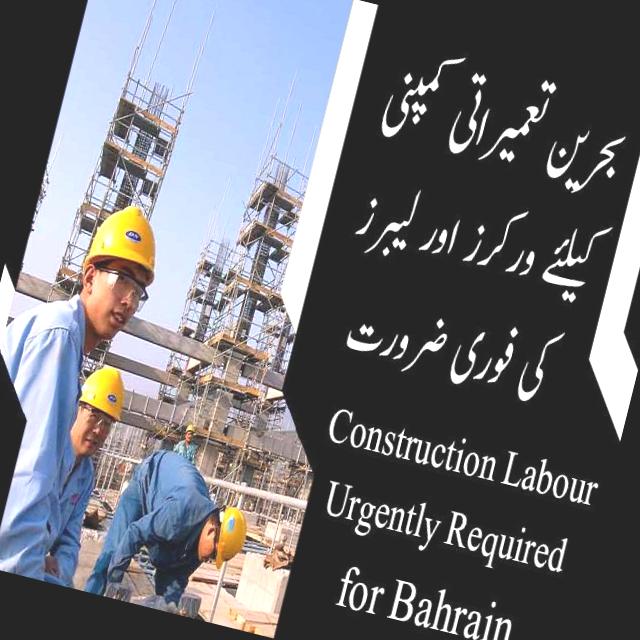 بحرین تعمیراتی کمپنی
کیلئے ورکرز اور لیبرز
کی فوری ضرورت
Construction Labour
Urgently Required
for Bahrain